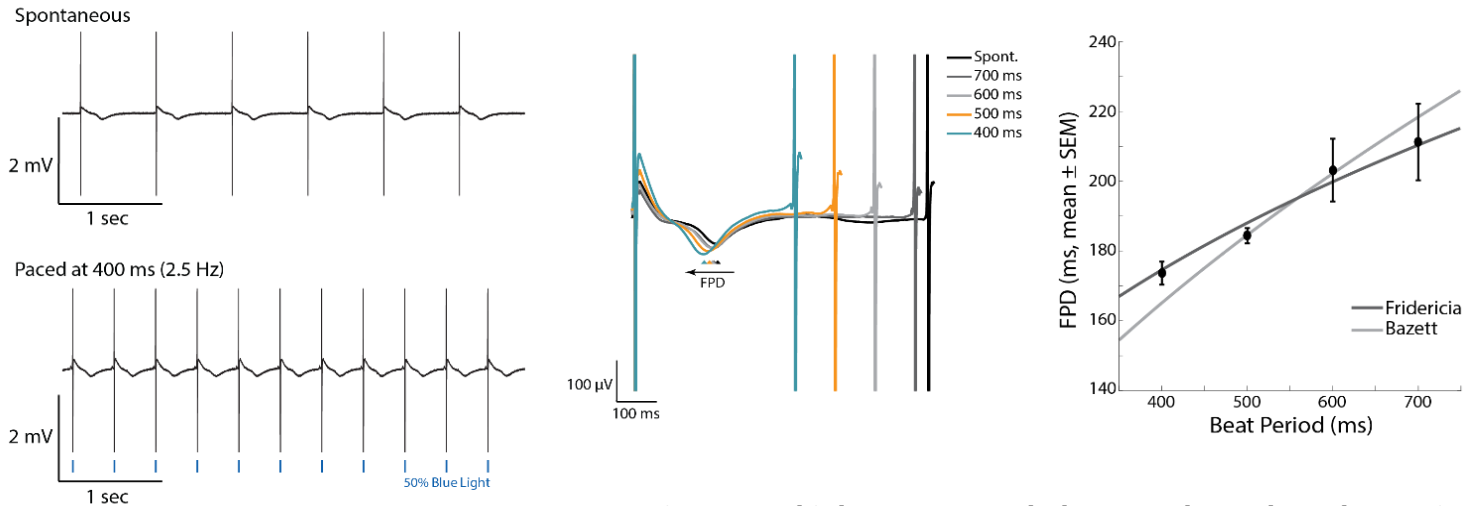 Spontaneous
2 mV
1 sec
Paced at 400 ms (2.5 Hz)
2 mV
50% Blue Light
1 sec
Spont.
700 ms
600 ms
500 ms
400 ms
FPD
100 µV
100 ms
FPD (ms, mean ± SEM)
240
220
200
180
160
140
Fridericia
Bazett
400 500 600 700
Beat Period (ms)